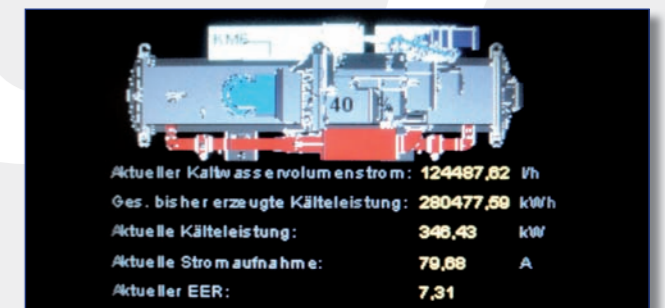 KM6
40
Aktueller Kaltwasservolumenstrom: 124487,62 l/h
Ges. bisher erzeugte Kälteleistung: 280477,59 kWh
Aktuelle Kälteleistung: 346,43 kW
Aktuelle Stromaufnahme: 79,68 A
Aktueller EER: 7,31